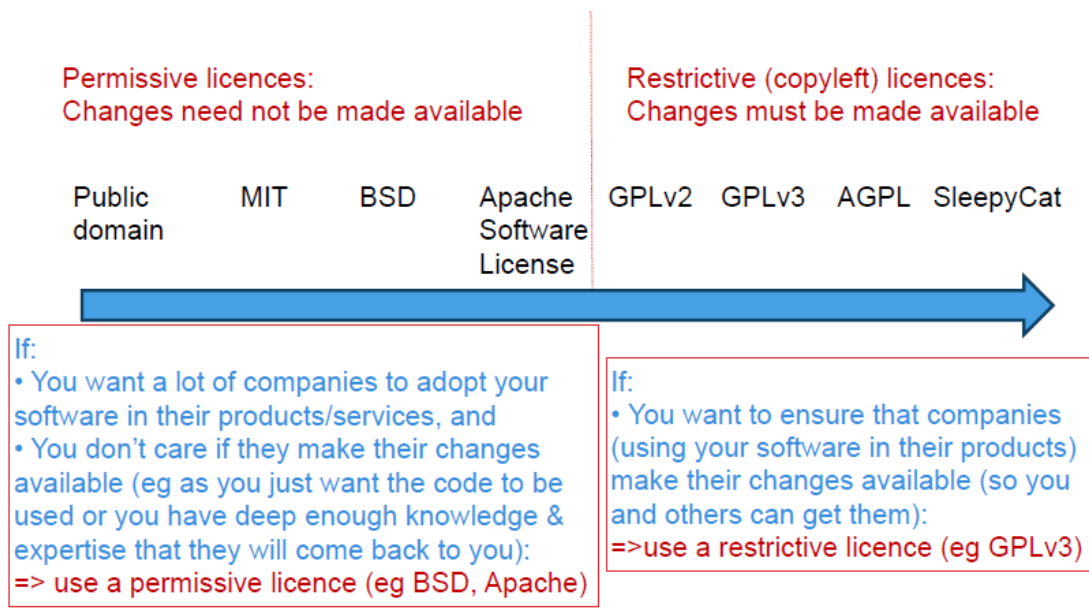 Permissive licences:
Changes need not be made available
Restrictive (copyleft) licences:
Changes must be made available
Public domain
MIT
BSD
Apache Software License
GPLv2
GPLv3
AGPL
SleepyCat
If:
• You want a lot of companies to adopt your
software in their products/services, and
• You don't care if they make their changes
available (eg as you just want the code to be
used or you have deep enough knowledge &
expertise that they will come back to you):
=> use a permissive licence (eg BSD, Apache)
If:
• You want to ensure that companies
(using your software in their products)
make their changes available (so you
and others can get them):
=>use a restrictive licence (eg GPLv3)